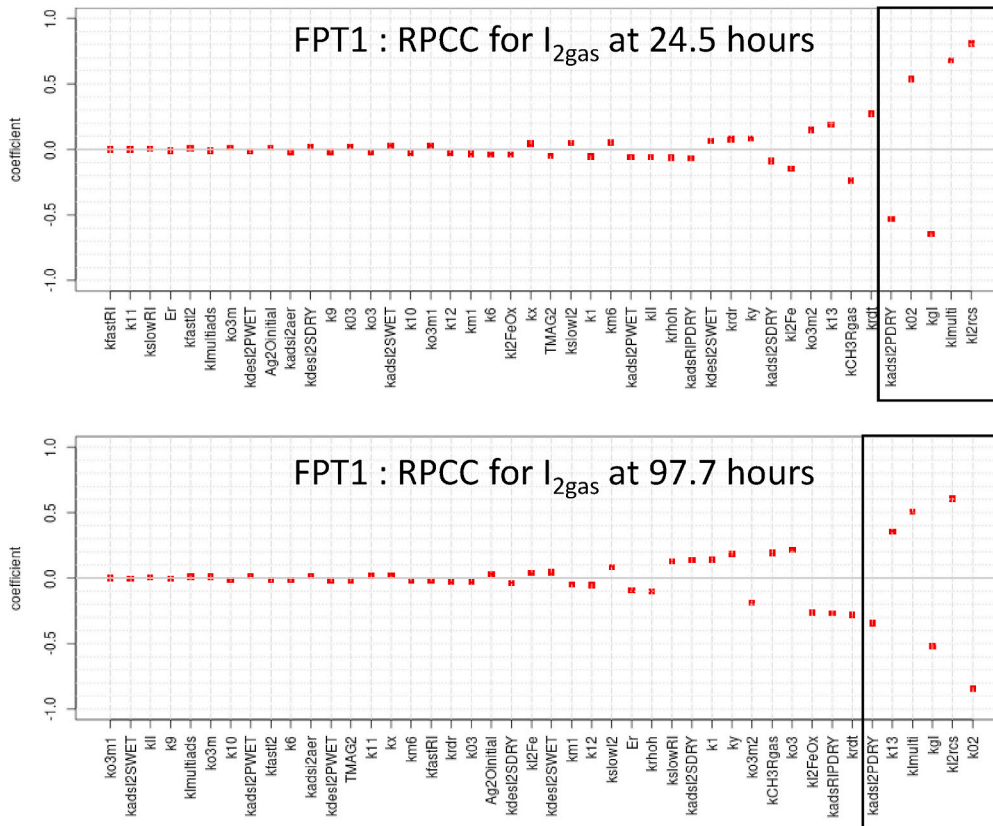 FPT1 : RPCC for I2gas at 24.5 hours
coefficient
1.0
0.5
0.0
-0.5
-1.0
kfastRI
k11
kslowRI
Er
kfastI2
klmultiads
ko3m
kdesI2PWET
Ag2Oinitial
kadsi2aer
kdesI2SDRY
k9
k03
ko3
kadsI2SWET
k10
ko3m1
k12
km1
k6
kI2FeOx
kx
TMAG2
kslowI2
k1
km6
kadsI2PWET
kII
krhoh
kadsRIPDRY
kdesI2SWET
krdr
ky
kadsI2SDRY
kI2Fe
ko3m2
k13
kCH3Rgas
krdt
kadsI2PDRY
k02
kgl
klmulti
kI2rcs
FPT1 : RPCC for I2gas at 97.7 hours
coefficient
1.0
0.5
0.0
-0.5
-1.0
ko3m1
kadsI2SWET
kII
k9
klmultiads
ko3m
k10
kadsI2PWET
kfastI2
k6
kadsi2aer
kdesI2PWET
TMAG2
k11
kx
km6
kfastRI
krdr
k03
Ag2Oinitial
kdesI2SDRY
kI2Fe
kdesI2SWET
km1
k12
kslowI2
Er
krhoh
kslowRI
kadsI2SDRY
k1
ky
ko3m2
kCH3Rgas
ko3
kI2FeOx
kadsRIPDRY
krdt
kadsI2PDRY
k13
klmulti
kgl
kI2rcs
k02